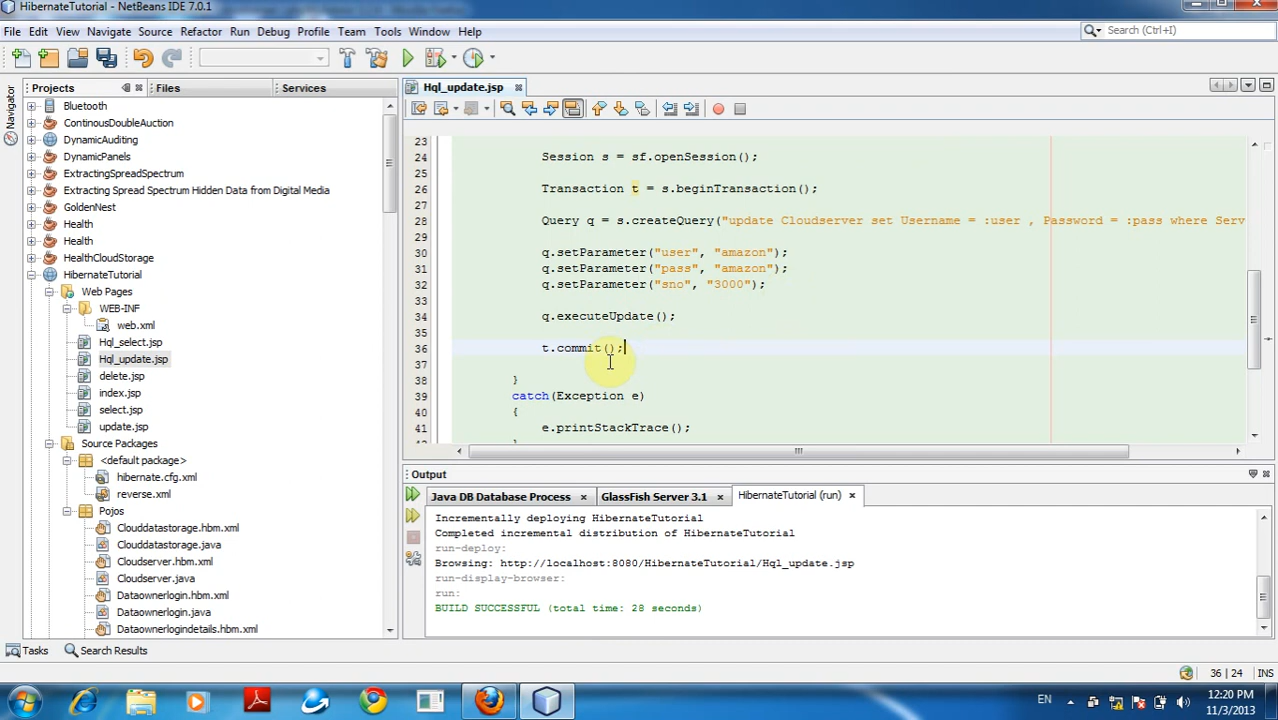 HibernateTutorial - NetBeans IDE 7.0.1
File Edit View Navigate Source Refactor Run Debug Profile Team Tools Window Help
Search (Ctrl+I)
Projects
Files
Services
Hql_update.jsp
Navigator
Bluetooth
ContinousDoubleAuction
DynamicAuditing
DynamicPanels
ExtractingSpreadSpectrum
Extracting Spread Spectrum Hidden Data from Digital Media
GoldenNest
Health
Health
HealthCloudStorage
HibernateTutorial
Web Pages
WEB-INF
web.xml
Hql_select.jsp
Hql_update.jsp
delete.jsp
index.jsp
select.jsp
update.jsp
Source Packages
<default package>
hibernate.cfg.xml
reverse.xml
Pojos
Clouddatastorage.hbm.xml
Clouddatastorage.java
Cloudserver.hbm.xml
Cloudserver.java
Dataownerlogin.hbm.xml
Dataownerlogin.java
Dataownerlogindetails.hbm.xml
23
24 Session s = sf.openSession();
25
26 Transaction t = s.beginTransaction();
27
28 Query q = s.createQuery("update Cloudserver set Username = :user , Password = :pass where Serv
29
30 q.setParameter("user", "amazon");
31 q.setParameter("pass", "amazon");
32 q.setParameter("sno", "3000");
33
34 q.executeUpdate();
35
36 t.commit();
37
38 }
39 catch(Exception e)
40 {
41 e.printStackTrace();
Output
Java DB Database Process
GlassFish Server 3.1
HibernateTutorial (run)
Incrementally deploying HibernateTutorial
Completed incremental distribution of HibernateTutorial
run-deploy:
Browsing: http://localhost:8080/HibernateTutorial/Hql_update.jsp
run-display-browser:
run:
BUILD SUCCESSFUL (total time: 28 seconds)
Tasks
Search Results
36 | 24 INS
EN
12:20 PM
11/3/2013